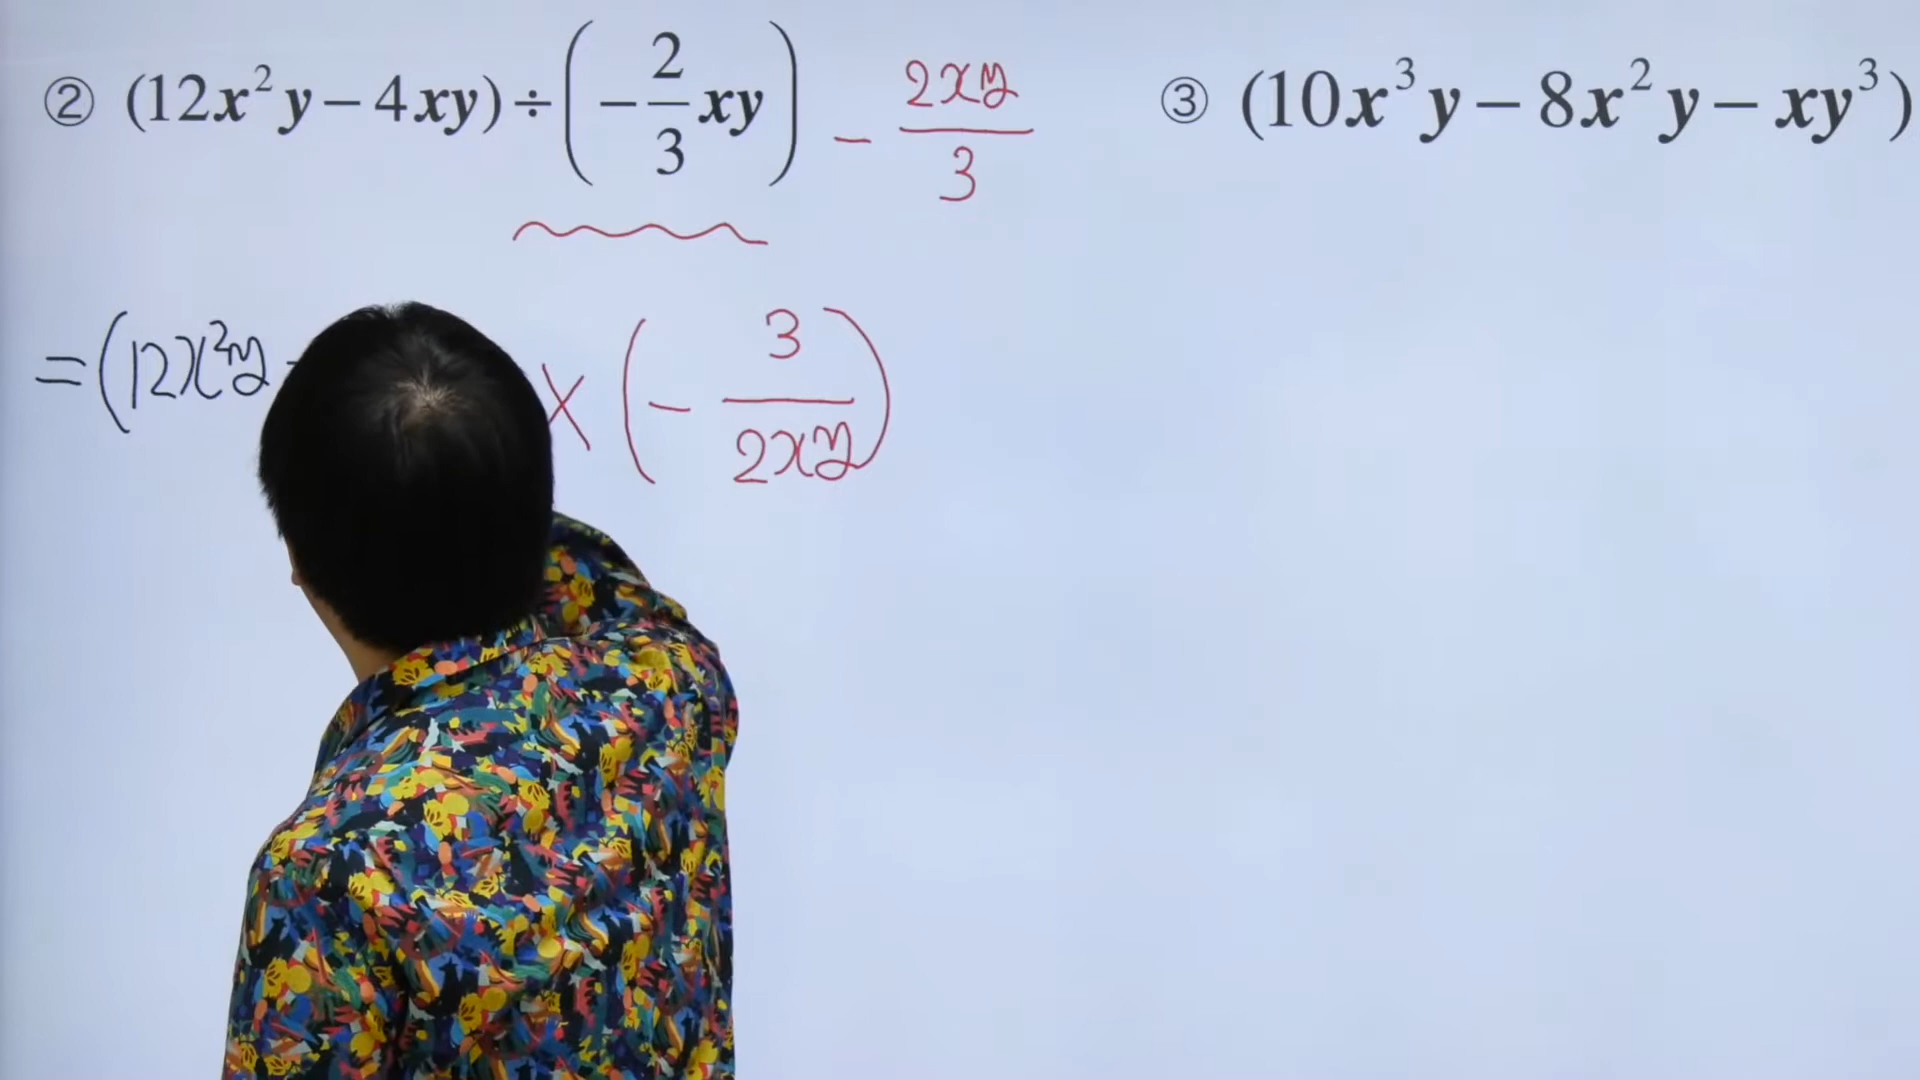 ② (12x²y − 4xy) ÷ (−2/3 xy)
− 2xy/3
= (12x²y − × (− 3/2xy)
③ (10x³y − 8x²y − xy³)